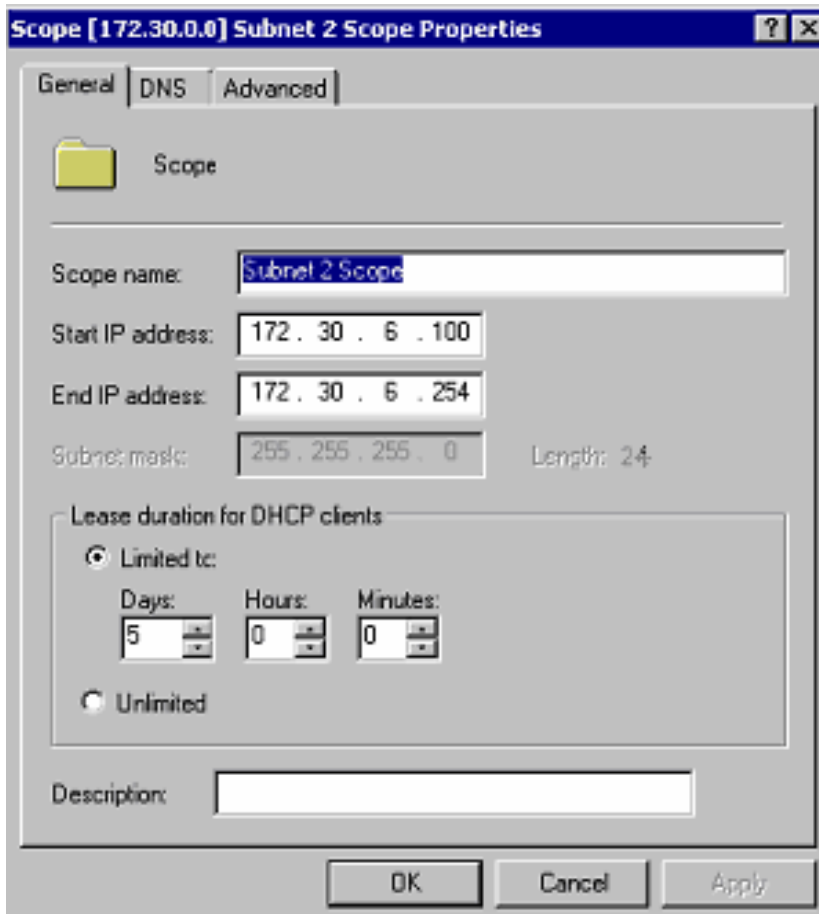 Scope [172.30.0.0] Subnet 2 Scope Properties
General DNS Advanced
Scope
Scope name: Subnet 2 Scope
Start IP address: 172 . 30 . 6 . 100
End IP address: 172 . 30 . 6 . 254
Subnet mask: 255 . 255 . 255 . 0 Length: 24
Lease duration for DHCP clients
Limited to:
Days: Hours: Minutes:
5 0 0
Unlimited
Description:
OK Cancel Apply